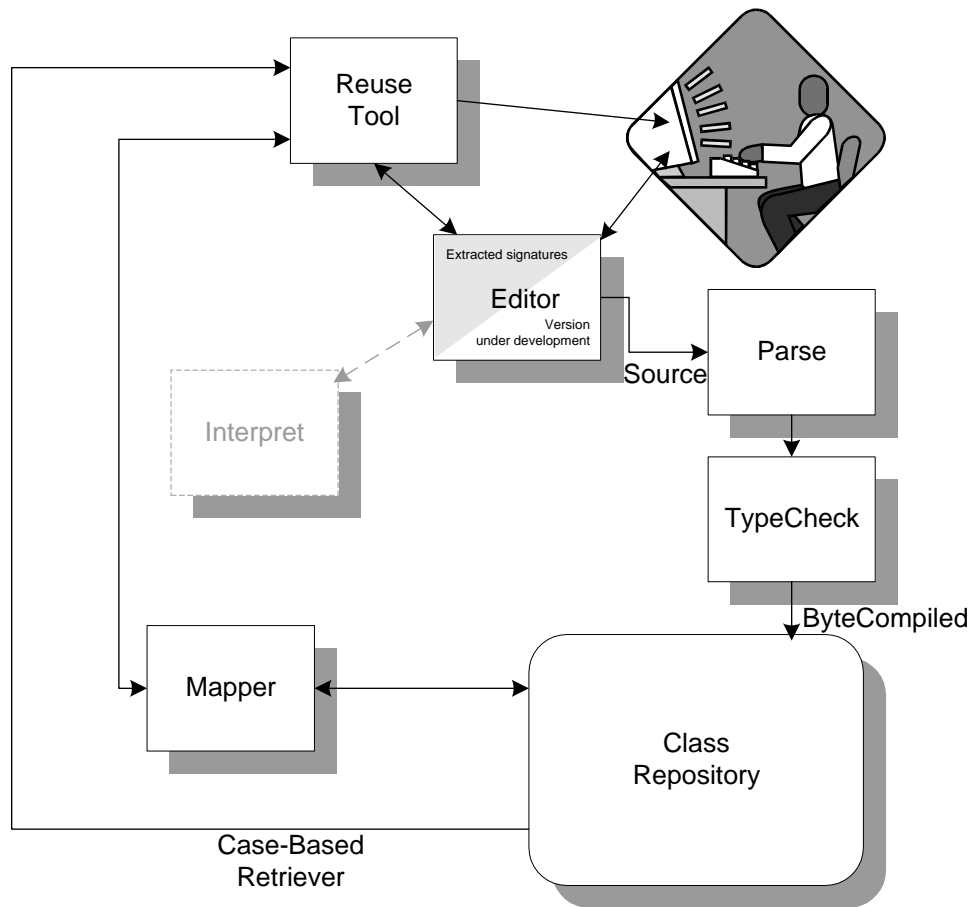 Reuse
Tool
Extracted signatures
Editor
Version
under development
Source
Parse
Interpret
TypeCheck
ByteCompiled
Mapper
Class
Repository
Case-Based
Retriever